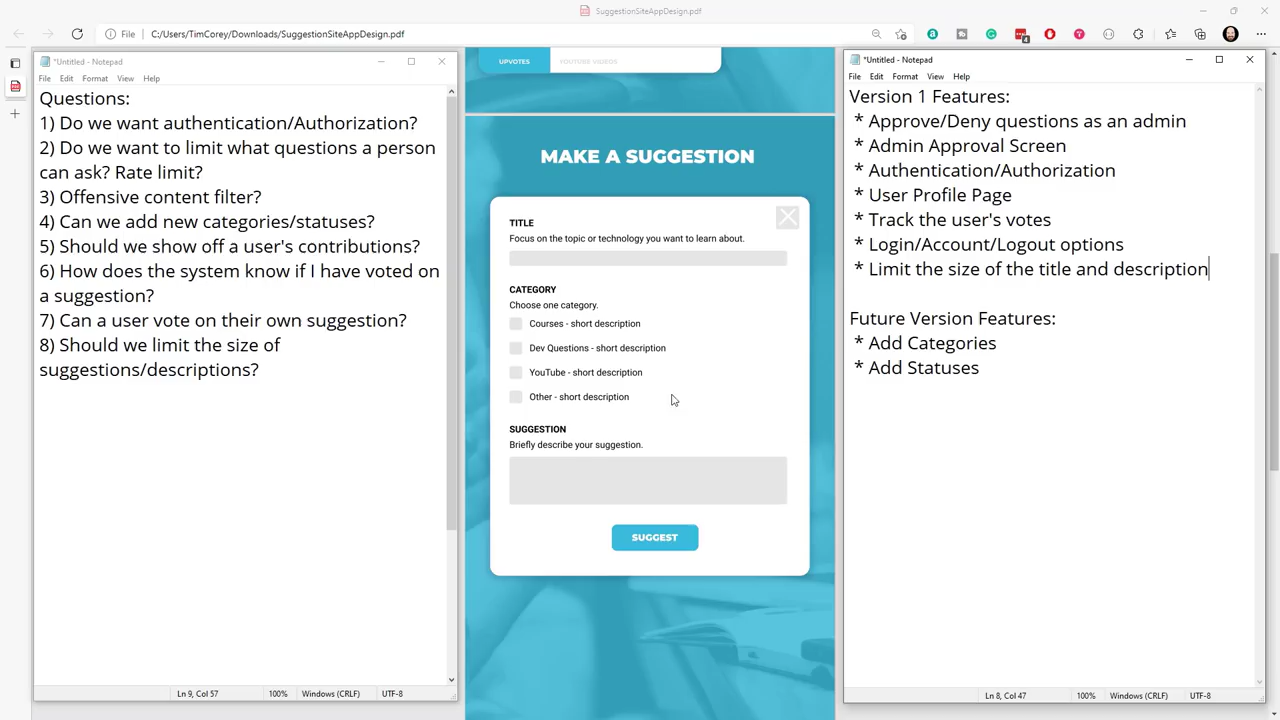 SuggestionSiteAppDesign.pdf
File
C:/Users/TimCorey/Downloads/SuggestionSiteAppDesign.pdf
*Untitled - Notepad
File Edit Format View Help
Questions:
1) Do we want authentication/Authorization?
2) Do we want to limit what questions a person
can ask? Rate limit?
3) Offensive content filter?
4) Can we add new categories/statuses?
5) Should we show off a user's contributions?
6) How does the system know if I have voted on
a suggestion?
7) Can a user vote on their own suggestion?
8) Should we limit the size of
suggestions/descriptions?
Ln 9, Col 57 100% Windows (CRLF) UTF-8
UPVOTES YOUTUBE VIDEOS
MAKE A SUGGESTION
TITLE
Focus on the topic or technology you want to learn about.
CATEGORY
Choose one category.
Courses - short description
Dev Questions - short description
YouTube - short description
Other - short description
SUGGESTION
Briefly describe your suggestion.
SUGGEST
*Untitled - Notepad
File Edit Format View Help
Version 1 Features:
* Approve/Deny questions as an admin
* Admin Approval Screen
* Authentication/Authorization
* User Profile Page
* Track the user's votes
* Login/Account/Logout options
* Limit the size of the title and description
Future Version Features:
* Add Categories
* Add Statuses
Ln 8, Col 47 100% Windows (CRLF) UTF-8